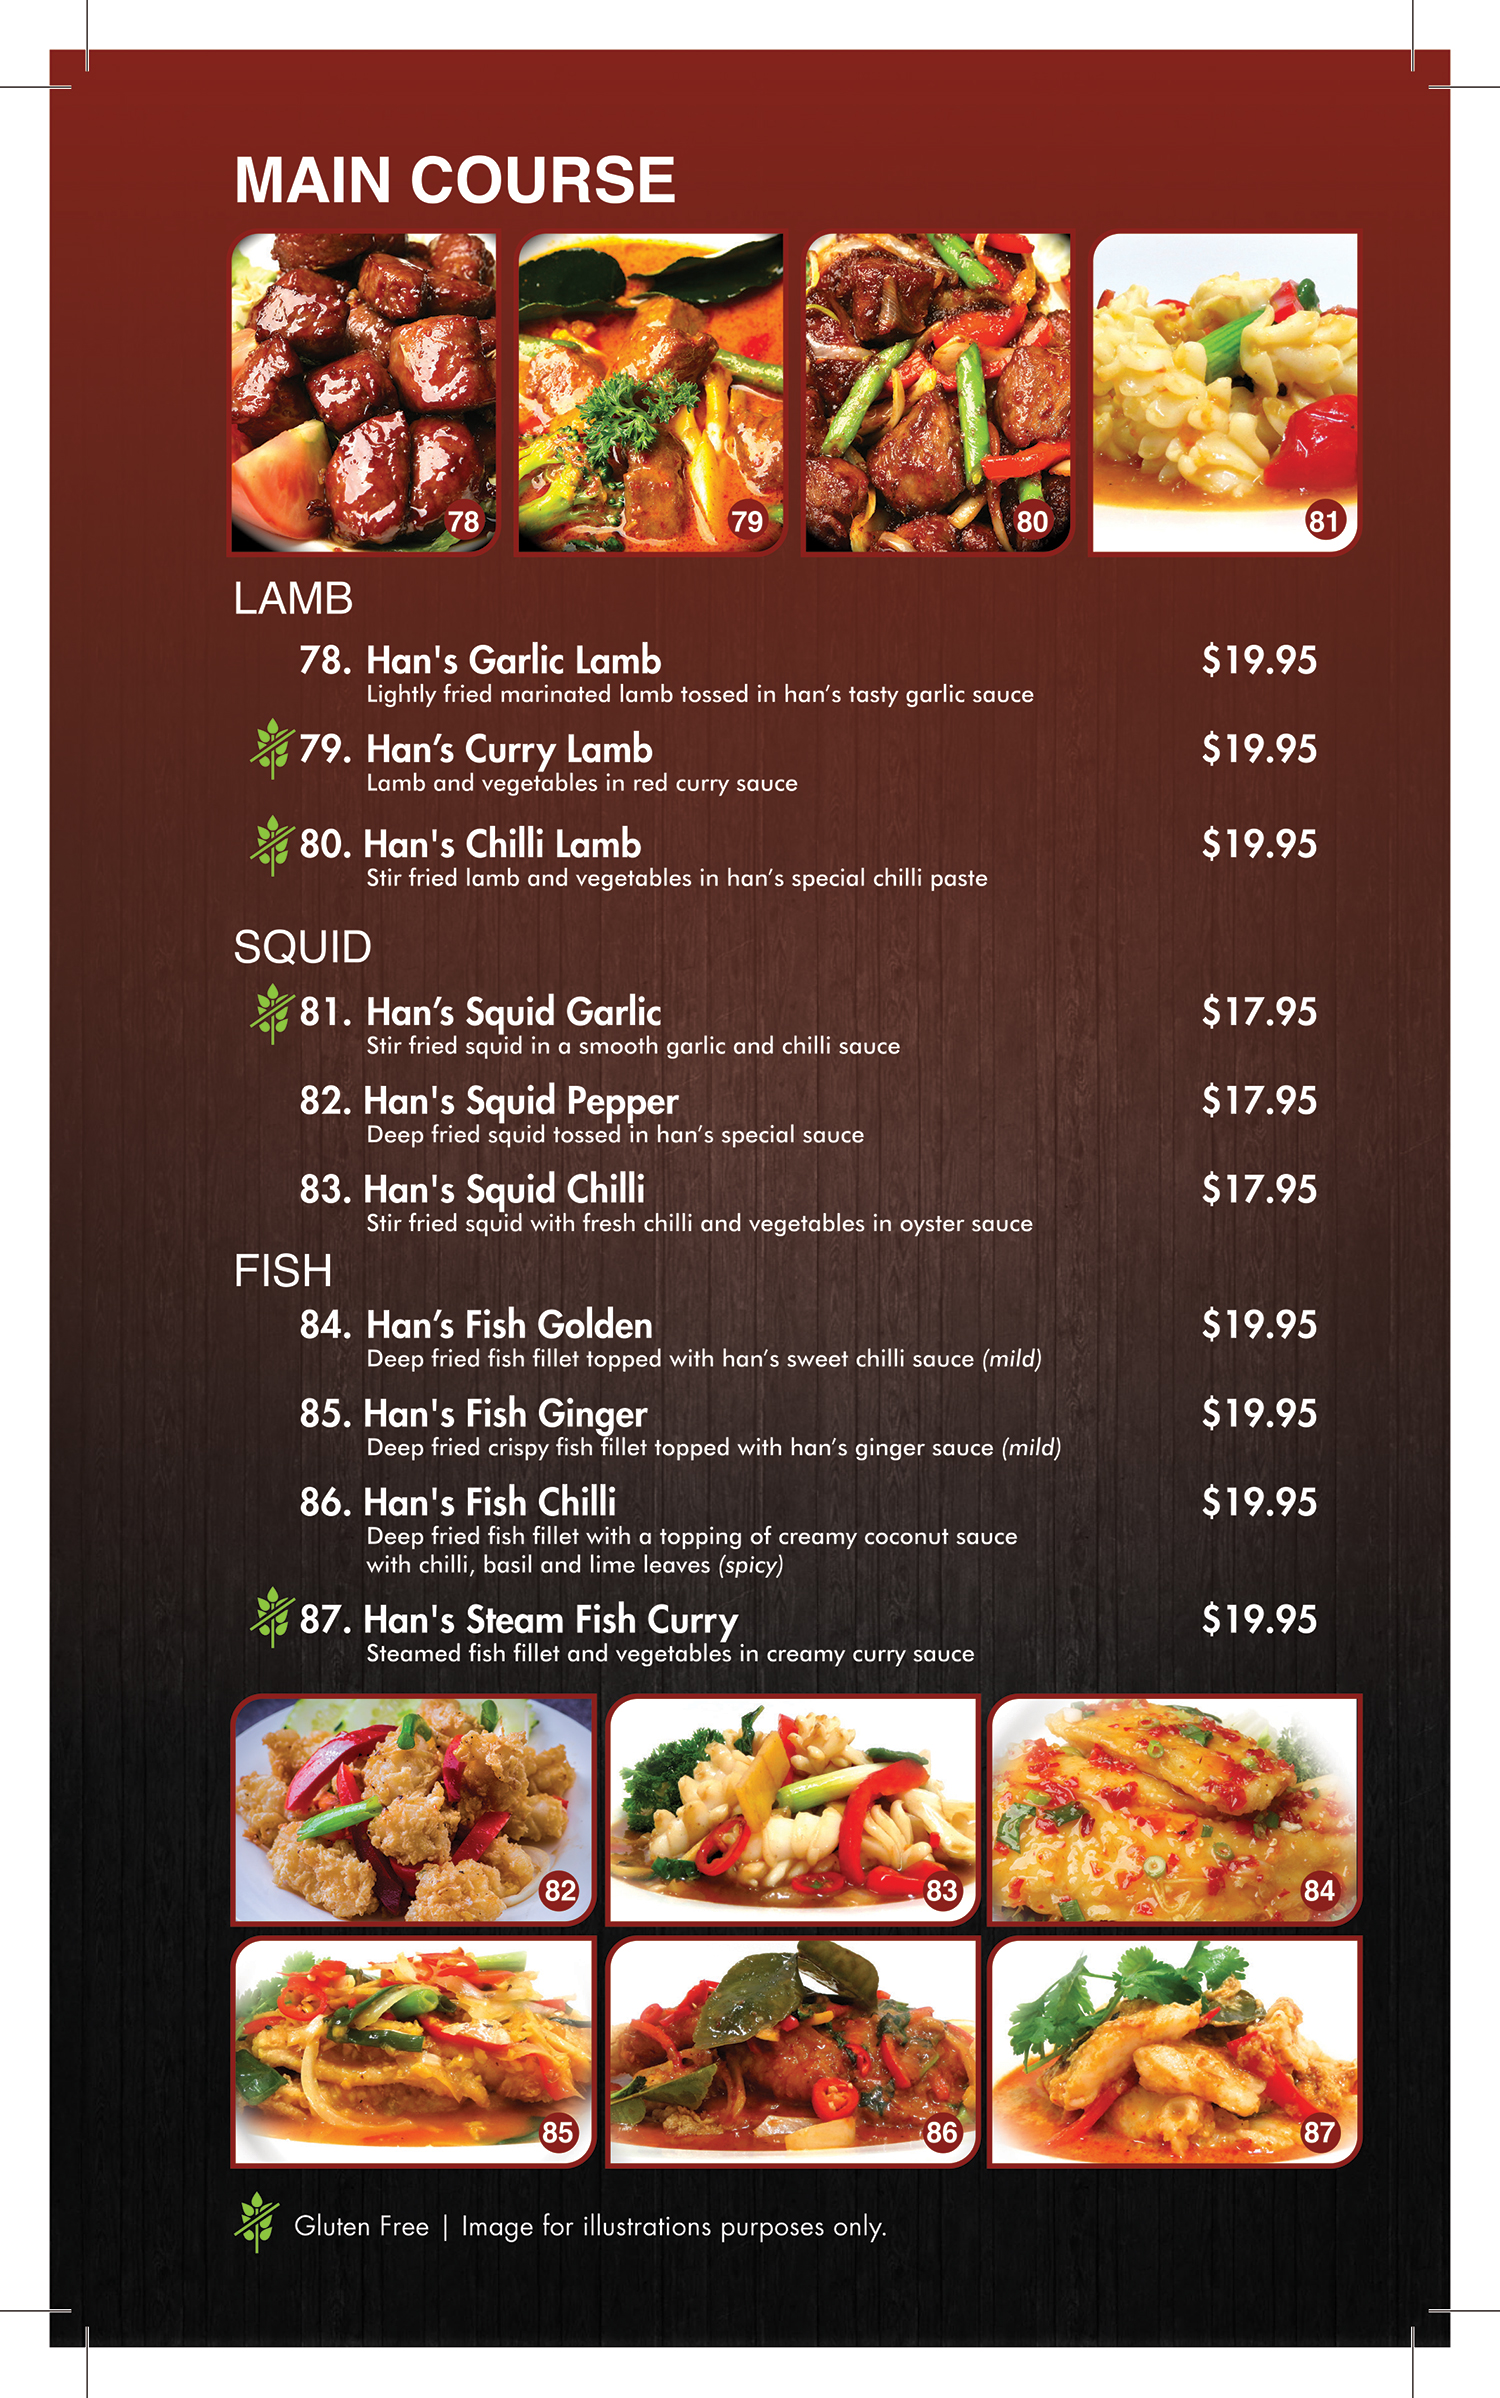 MAIN COURSE
78
79
80
81
LAMB
78. Han's Garlic Lamb $19.95
Lightly fried marinated lamb tossed in han’s tasty garlic sauce
79. Han’s Curry Lamb $19.95
Lamb and vegetables in red curry sauce
80. Han's Chilli Lamb $19.95
Stir fried lamb and vegetables in han’s special chilli paste
SQUID
81. Han’s Squid Garlic $17.95
Stir fried squid in a smooth garlic and chilli sauce
82. Han's Squid Pepper $17.95
Deep fried squid tossed in han’s special sauce
83. Han's Squid Chilli $17.95
Stir fried squid with fresh chilli and vegetables in oyster sauce
FISH
84. Han’s Fish Golden $19.95
Deep fried fish fillet topped with han’s sweet chilli sauce (mild)
85. Han's Fish Ginger $19.95
Deep fried crispy fish fillet topped with han’s ginger sauce (mild)
86. Han's Fish Chilli $19.95
Deep fried fish fillet with a topping of creamy coconut sauce
with chilli, basil and lime leaves (spicy)
87. Han's Steam Fish Curry $19.95
Steamed fish fillet and vegetables in creamy curry sauce
82
83
84
85
86
87
Gluten Free | Image for illustrations purposes only.